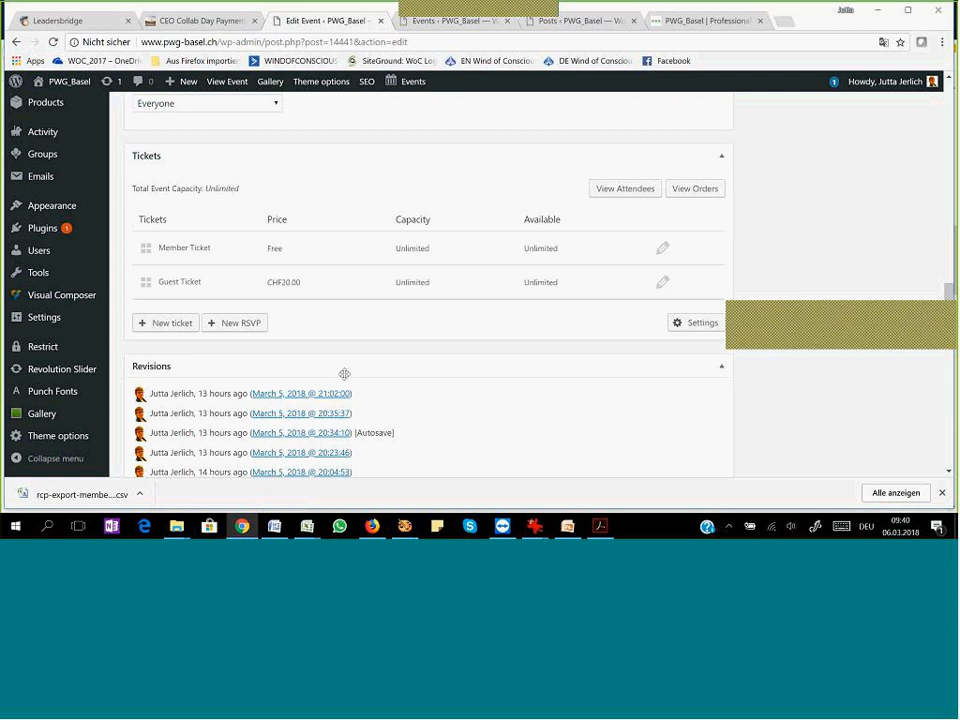 Leadersbridge
CEO Collab Day Paymen
Edit Event ‹ PWG_Basel —
Events ‹ PWG_Basel — W
Posts ‹ PWG_Basel — W
PWG_Basel | Professional
Jutta
Nicht sicher
www.pwg-basel.ch/wp-admin/post.php?post=14441&action=edit
Apps
WOC_2017 – OneDriv
Aus Firefox importier
WINDOFCONSCIOUS
SiteGround: WoC Log
EN Wind of Consciou
DE Wind of Consciou
Facebook
PWG_Basel
1
0
New
View Event
Gallery
Theme options
SEO
Events
1
Howdy, Jutta Jerlich
Products
Activity
Groups
Emails
Appearance
Plugins 1
Users
Tools
Visual Composer
Settings
Restrict
Revolution Slider
Punch Fonts
Gallery
Theme options
Collapse menu
Everyone
Tickets
Total Event Capacity: Unlimited
View Attendees
View Orders
Tickets Price Capacity Available
Member Ticket Free Unlimited Unlimited
Guest Ticket CHF20.00 Unlimited Unlimited
New ticket
New RSVP
Settings
Revisions
Jutta Jerlich, 13 hours ago (March 5, 2018 @ 21:02:00)
Jutta Jerlich, 13 hours ago (March 5, 2018 @ 20:35:37)
Jutta Jerlich, 13 hours ago (March 5, 2018 @ 20:34:10) [Autosave]
Jutta Jerlich, 13 hours ago (March 5, 2018 @ 20:23:46)
Jutta Jerlich, 14 hours ago (March 5, 2018 @ 20:04:53)
rcp-export-membe....csv
Alle anzeigen
DEU
09:40
06.03.2018